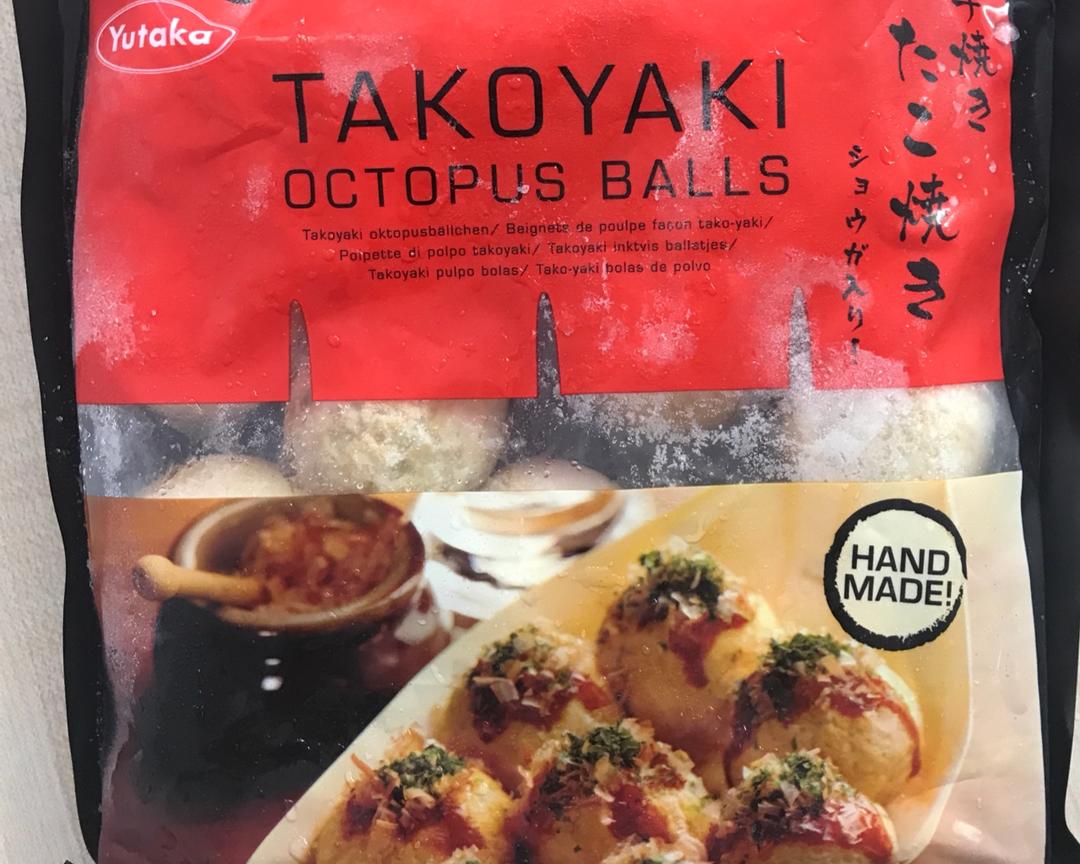 Yutaka
TAKOYAKI
OCTOPUS BALLS
Takoyaki oktopusbällchen/ Beignets de poulpe façon tako-yaki/
Polpette di polpo takoyaki/ Takoyaki inktvis balletjes/
Takoyaki pulpo bolas/ Tako-yaki bolas de polvo
焼き
たこ焼き
ショウガ入り!
HAND
MADE!